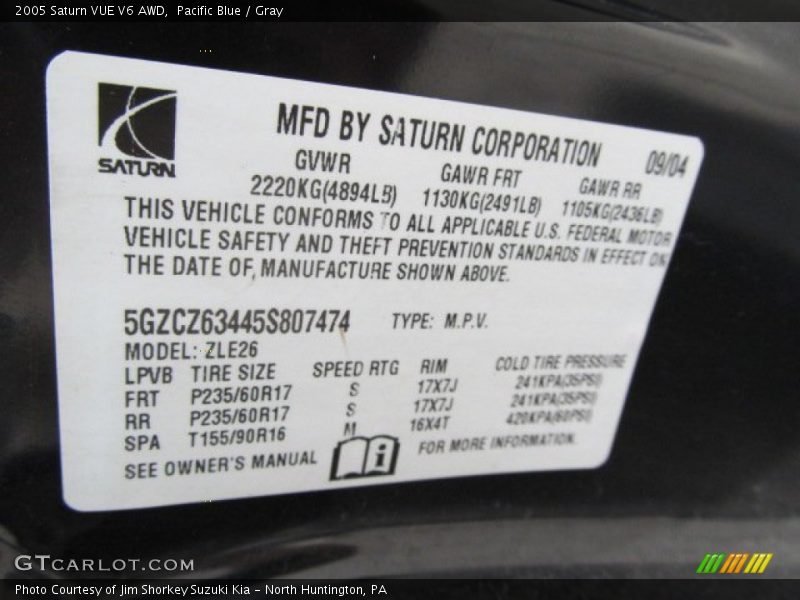 2005 Saturn VUE V6 AWD, Pacific Blue / Gray
SATURN
MFD BY SATURN CORPORATION 09/04
GVWR GAWR FRT GAWR RR
2220KG(4894LB) 1130KG(2491LB) 1105KG(2436LB)
THIS VEHICLE CONFORMS TO ALL APPLICABLE U.S. FEDERAL MOTOR
VEHICLE SAFETY AND THEFT PREVENTION STANDARDS IN EFFECT ON
THE DATE OF MANUFACTURE SHOWN ABOVE.
5GZCZ63445S807474 TYPE: M.P.V.
MODEL: ZLE26
LPVB TIRE SIZE SPEED RTG RIM COLD TIRE PRESSURE
FRT P235/60R17 S 17X7J 241KPA(35PSI)
RR P235/60R17 S 17X7J 241KPA(35PSI)
SPA T155/90R16 M 16X4T 420KPA(60PSI)
SEE OWNER'S MANUAL i FOR MORE INFORMATION.
GTCARLOT.COM
Photo Courtesy of Jim Shorkey Suzuki Kia - North Huntington, PA